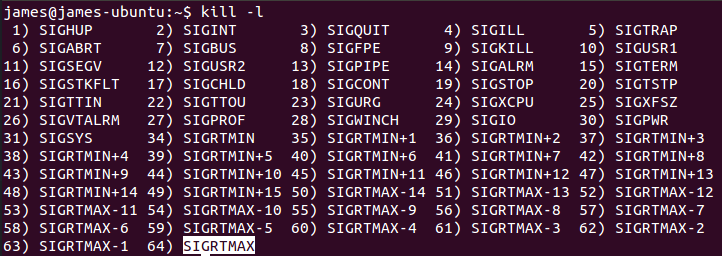 james@james-ubuntu:~$ kill -l
 1) SIGHUP       2) SIGINT       3) SIGQUIT      4) SIGILL       5) SIGTRAP
 6) SIGABRT      7) SIGBUS       8) SIGFPE       9) SIGKILL     10) SIGUSR1
11) SIGSEGV     12) SIGUSR2     13) SIGPIPE     14) SIGALRM     15) SIGTERM
16) SIGSTKFLT   17) SIGCHLD     18) SIGCONT     19) SIGSTOP     20) SIGTSTP
21) SIGTTIN     22) SIGTTOU     23) SIGURG      24) SIGXCPU     25) SIGXFSZ
26) SIGVTALRM   27) SIGPROF     28) SIGWINCH    29) SIGIO       30) SIGPWR
31) SIGSYS      34) SIGRTMIN    35) SIGRTMIN+1  36) SIGRTMIN+2  37) SIGRTMIN+3
38) SIGRTMIN+4  39) SIGRTMIN+5  40) SIGRTMIN+6  41) SIGRTMIN+7  42) SIGRTMIN+8
43) SIGRTMIN+9  44) SIGRTMIN+10 45) SIGRTMIN+11 46) SIGRTMIN+12 47) SIGRTMIN+13
48) SIGRTMIN+14 49) SIGRTMIN+15 50) SIGRTMAX-14 51) SIGRTMAX-13 52) SIGRTMAX-12
53) SIGRTMAX-11 54) SIGRTMAX-10 55) SIGRTMAX-9  56) SIGRTMAX-8  57) SIGRTMAX-7
58) SIGRTMAX-6  59) SIGRTMAX-5  60) SIGRTMAX-4  61) SIGRTMAX-3  62) SIGRTMAX-2
63) SIGRTMAX-1  64) SIGRTMAX